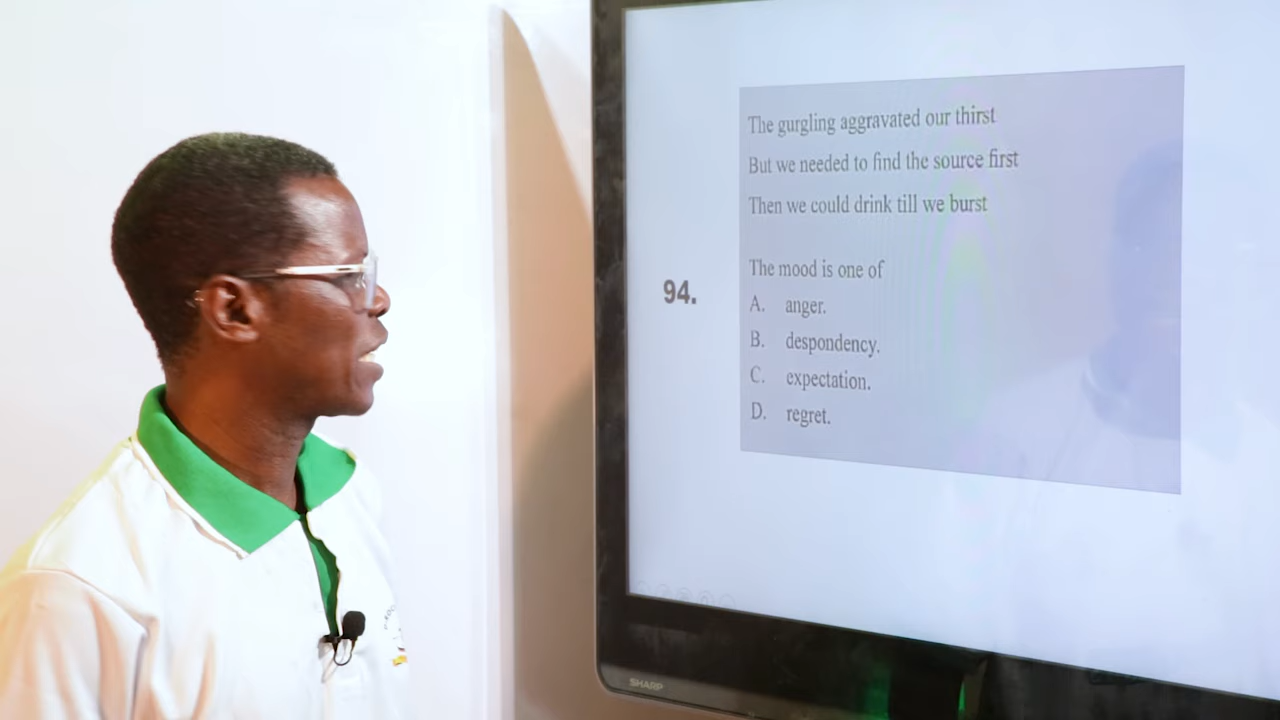 The gurgling aggravated our thirst
But we needed to find the source first
Then we could drink till we burst
94.
The mood is one of
A. anger.
B. despondency.
C. expectation.
D. regret.
SHARP